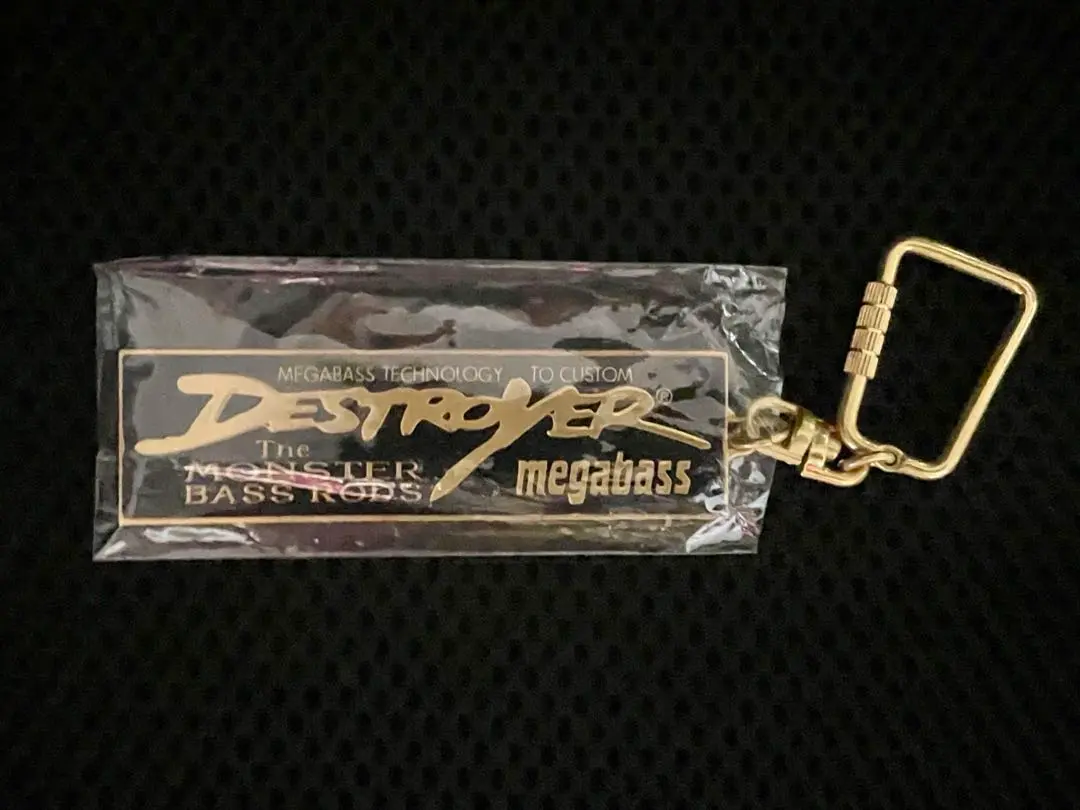 MEGABASS TECHNOLOGY TO CUSTOM
DESTROYER®
The
MONSTER
BASS RODS
megabass